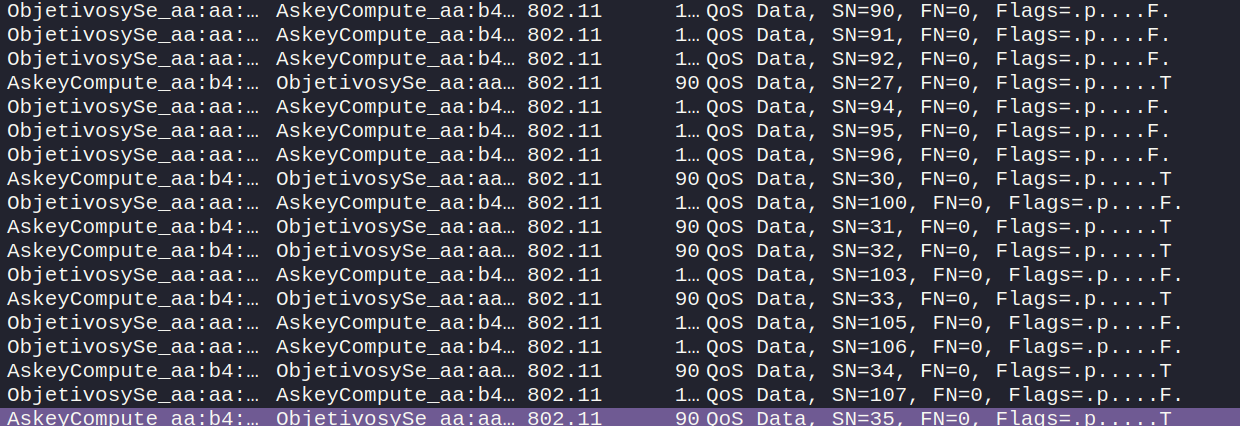 ObjetivosySe_aa:aa:… AskeyCompute_aa:b4… 802.11 1… QoS Data, SN=90, FN=0, Flags=.p....F.
ObjetivosySe_aa:aa:… AskeyCompute_aa:b4… 802.11 1… QoS Data, SN=91, FN=0, Flags=.p....F.
ObjetivosySe_aa:aa:… AskeyCompute_aa:b4… 802.11 1… QoS Data, SN=92, FN=0, Flags=.p....F.
AskeyCompute_aa:b4:… ObjetivosySe_aa:aa… 802.11 90 QoS Data, SN=27, FN=0, Flags=.p.....T
ObjetivosySe_aa:aa:… AskeyCompute_aa:b4… 802.11 1… QoS Data, SN=94, FN=0, Flags=.p....F.
ObjetivosySe_aa:aa:… AskeyCompute_aa:b4… 802.11 1… QoS Data, SN=95, FN=0, Flags=.p....F.
ObjetivosySe_aa:aa:… AskeyCompute_aa:b4… 802.11 1… QoS Data, SN=96, FN=0, Flags=.p....F.
AskeyCompute_aa:b4:… ObjetivosySe_aa:aa… 802.11 90 QoS Data, SN=30, FN=0, Flags=.p.....T
ObjetivosySe_aa:aa:… AskeyCompute_aa:b4… 802.11 1… QoS Data, SN=100, FN=0, Flags=.p....F.
AskeyCompute_aa:b4:… ObjetivosySe_aa:aa… 802.11 90 QoS Data, SN=31, FN=0, Flags=.p.....T
AskeyCompute_aa:b4:… ObjetivosySe_aa:aa… 802.11 90 QoS Data, SN=32, FN=0, Flags=.p.....T
ObjetivosySe_aa:aa:… AskeyCompute_aa:b4… 802.11 1… QoS Data, SN=103, FN=0, Flags=.p....F.
AskeyCompute_aa:b4:… ObjetivosySe_aa:aa… 802.11 90 QoS Data, SN=33, FN=0, Flags=.p.....T
ObjetivosySe_aa:aa:… AskeyCompute_aa:b4… 802.11 1… QoS Data, SN=105, FN=0, Flags=.p....F.
ObjetivosySe_aa:aa:… AskeyCompute_aa:b4… 802.11 1… QoS Data, SN=106, FN=0, Flags=.p....F.
AskeyCompute_aa:b4:… ObjetivosySe_aa:aa… 802.11 90 QoS Data, SN=34, FN=0, Flags=.p.....T
ObjetivosySe_aa:aa:… AskeyCompute_aa:b4… 802.11 1… QoS Data, SN=107, FN=0, Flags=.p....F.
AskeyCompute_aa:b4:… ObjetivosySe_aa:aa… 802.11 90 QoS Data, SN=35, FN=0, Flags=.p.....T